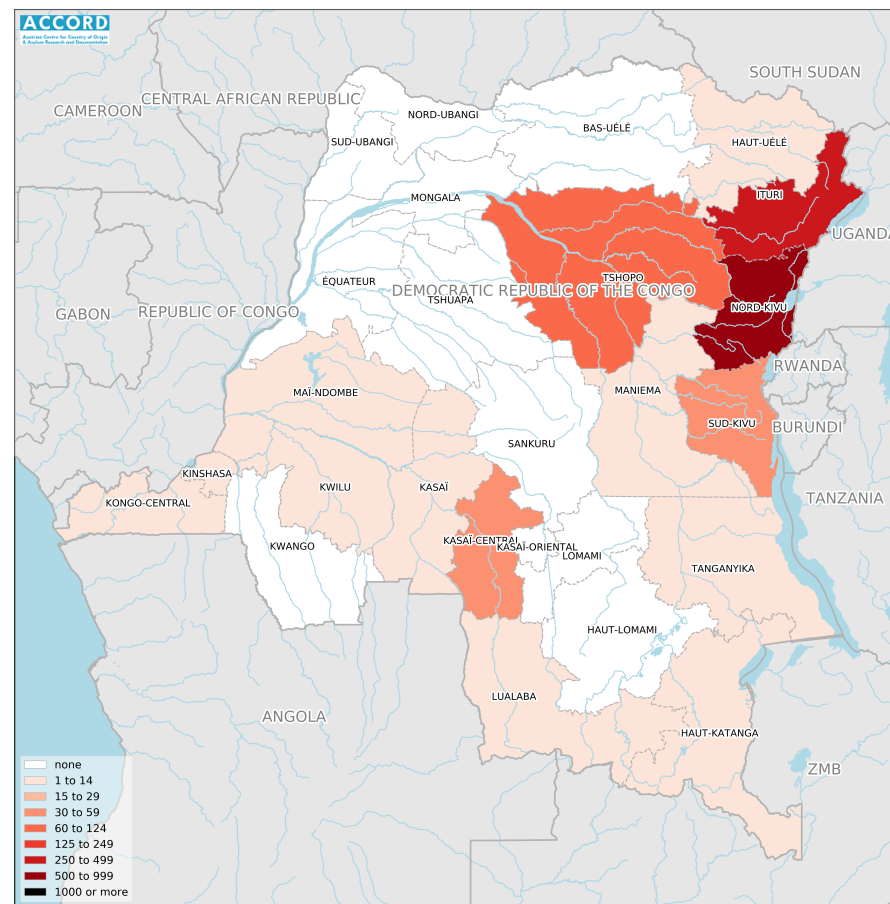 ACCORD
Austrian Centre for Country of Origin
& Asylum Research and Documentation
SOUTH SUDAN
CENTRAL AFRICAN REPUBLIC
CAMEROON
NORD-UBANGI
BAS-UÉLÉ
SUD-UBANGI
HAUT-UÉLÉ
ITURI
MONGALA
UGANDA
TSHOPO
ÉQUATEUR
DEMOCRATIC REPUBLIC OF THE CONGO
TSHUAPA
NORD-KIVU
REPUBLIC OF CONGO
GABON
RWANDA
MANIEMA
MAÏ-NDOMBE
SUD-KIVU
BURUNDI
SANKURU
KINSHASA
KWILU
KASAÏ
KONGO-CENTRAL
TANZANIA
KASAÏ-CENTRAL
KASAÏ-ORIENTAL
KWANGO
LOMAMI
TANGANYIKA
HAUT-LOMAMI
LUALABA
ANGOLA
HAUT-KATANGA
ZMB
none
1 to 14
15 to 29
30 to 59
60 to 124
125 to 249
250 to 499
500 to 999
1000 or more